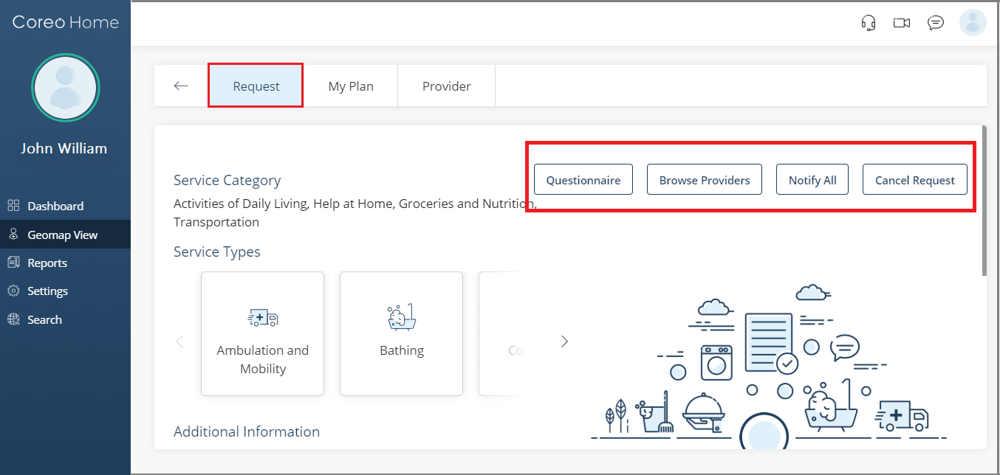 Coreo Home
John William
Dashboard
Geomap View
Reports
Settings
Search
Request
My Plan
Provider
Service Category
Activities of Daily Living, Help at Home, Groceries and Nutrition,
Transportation
Questionnaire
Browse Providers
Notify All
Cancel Request
Service Types
Ambulation and
Mobility
Bathing
Additional Information